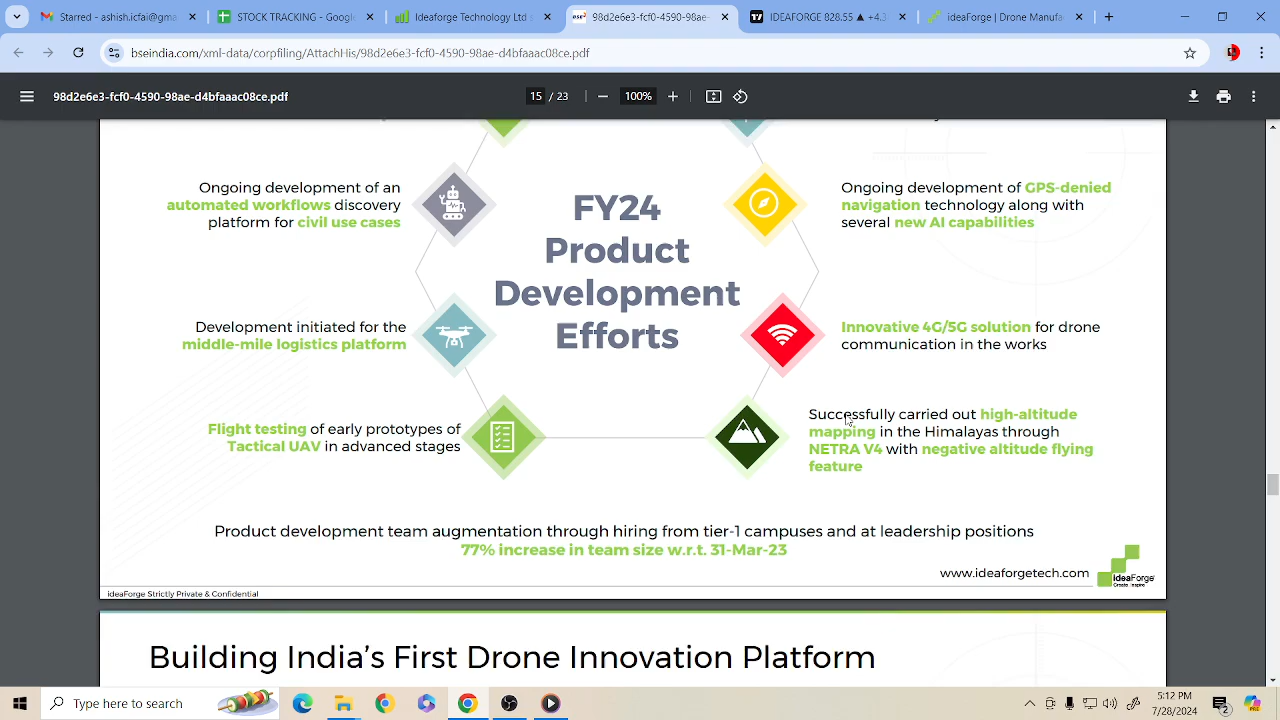 ashishchimpa@gmail
STOCK TRACKING - Googl
ideaForge Technology Ltd
98d2e6e3-fcf0-4590-98ae-
IDEAFORGE ▲ +4.3
ideaForge | Drone Manufa
bseindia.com/xml-data/corpfiling/AttachHis/98d2e6e3-fcf0-4590-98ae-d4bfaaac08ce.pdf
98d2e6e3-fcf0-4590-98ae-d4bfaaac08ce.pdf
15 / 23
100%
Ongoing development of an
automated workflows discovery
platform for civil use cases
FY24
Product
Development
Efforts
Ongoing development of GPS-denied
navigation technology along with
several new AI capabilities
Development initiated for the
middle-mile logistics platform
Innovative 4G/5G solution for drone
communication in the works
Flight testing of early prototypes of
Tactical UAV in advanced stages
Successfully carried out high-altitude
mapping in the Himalayas through
NETRA V4 with negative altitude flying
feature
Product development team augmentation through hiring from tier-1 campuses and at leadership positions
77% increase in team size w.r.t. 31-Mar-23
www.ideaforgetech.com
ideaForge
ideaForge Strictly Private & Confidential
Building India's First Drone Innovation Platform
Type here to search
5:12 PM
7/28/2024
2